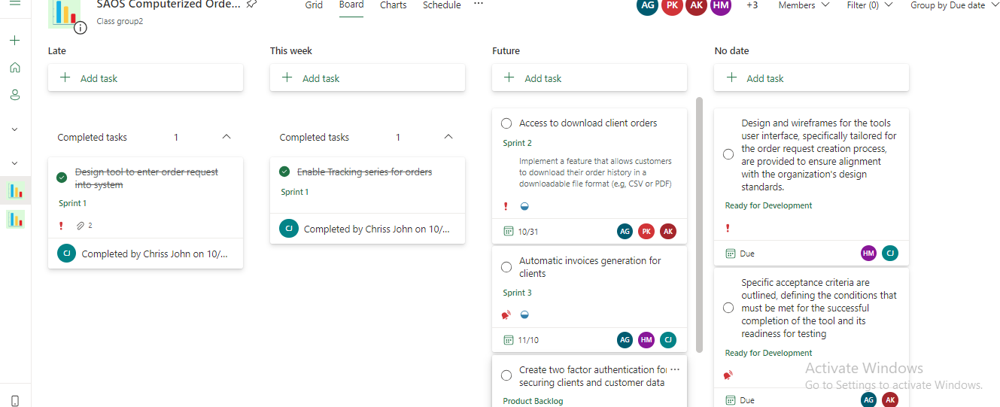 SAOS Computerized Orde...
Class group2
Grid
Board
Charts
Schedule
AG PK AK HM +3
Members
Filter (0)
Group by Due date
Late
Add task
Completed tasks 1
Design tool to enter order request
into system
Sprint 1
2
CJ Completed by Chriss John on 10/...
This week
Add task
Completed tasks 1
Enable Tracking series for orders
Sprint 1
CJ Completed by Chriss John on 10/...
Future
Add task
Access to download client orders
Sprint 2
Implement a feature that allows customers
to download their order history in a
downloadable file format (e.g, CSV or PDF)
10/31 AG PK AK
Automatic invoices generation for
clients
Sprint 3
11/10 AG HM CJ
Create two factor authentication for
securing clients and customer data
Product Backlog
No date
Add task
Design and wireframes for the tools
user interface, specifically tailored for
the order request creation process,
are provided to ensure alignment
with the organization's design
standards.
Ready for Development
Due HM CJ
Specific acceptance criteria are
outlined, defining the conditions that
must be met for the successful
completion of the tool and its
readiness for testing
Ready for Development
Due AG AK
Activate Windows
Go to Settings to activate Windows.